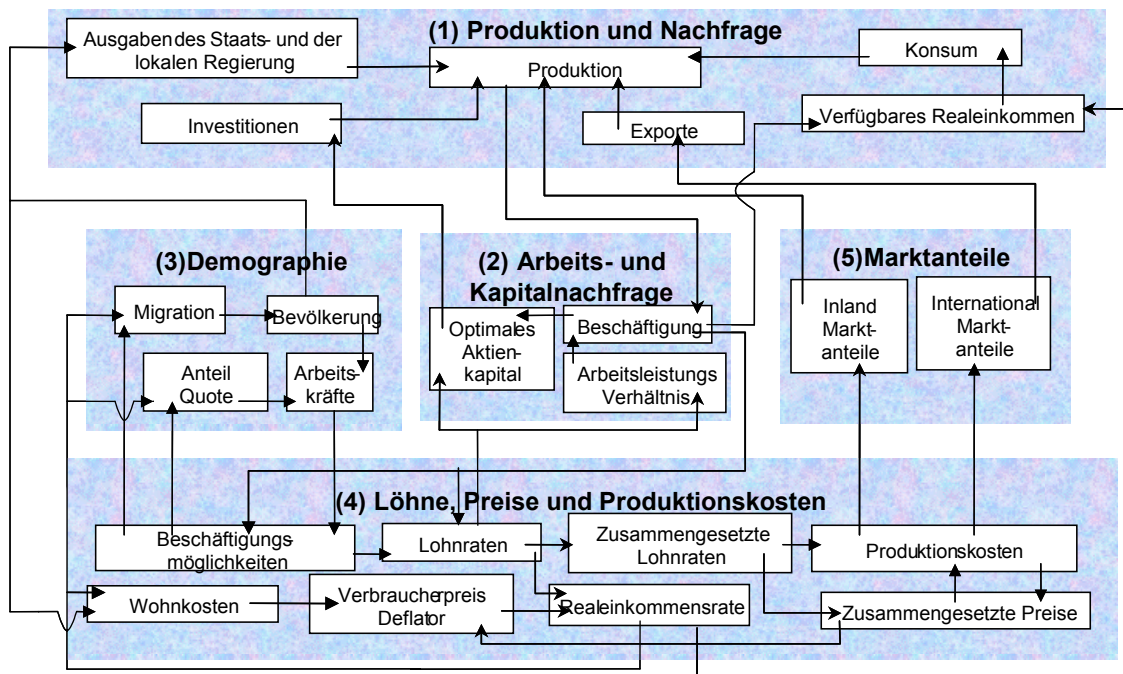 (1) Produktion und Nachfrage
Ausgaben des Staats- und der
lokalen Regierung
Produktion
Konsum
Investitionen
Exporte
Verfügbares Realeinkommen
(3)Demographie
Migration
Bevölkerung
Anteil
Quote
Arbeits-
kräfte
(2) Arbeits- und
Kapitalnachfrage
Optimales
Aktien-
kapital
Beschäftigung
Arbeitsleistungs
Verhältnis
(5)Marktanteile
Inland
Markt-
anteile
International
Markt-
anteile
(4) Löhne, Preise und Produktionskosten
Beschäftigungs-
möglichkeiten
Lohnraten
Zusammengesetzte
Lohnraten
Produktionskosten
Wohnkosten
Verbraucherpreis
Deflator
Realeinkommensrate
Zusammengesetzte Preise